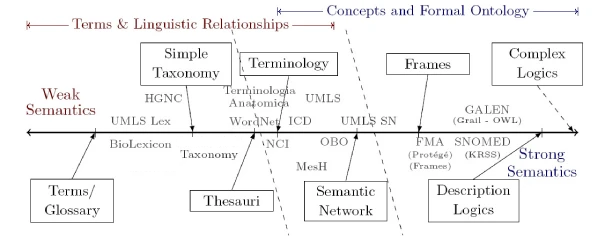 Concepts and Formal Ontology
Terms & Linguistic Relationships
Simple
Taxonomy
Terminology
Frames
Complex
Logics
Weak
Semantics
HGNC
Terminologia
Anatomica
UMLS
GALEN
(Grail - OWL)
UMLS Lex
WordNet
ICD
UMLS SN
BioLexicon
Taxonomy
NCI
OBO
MesH
FMA
(Protégé)
(Frames)
SNOMED
(KRSS)
Strong
Semantics
Terms/
Glossary
Thesauri
Semantic
Network
Description
Logics